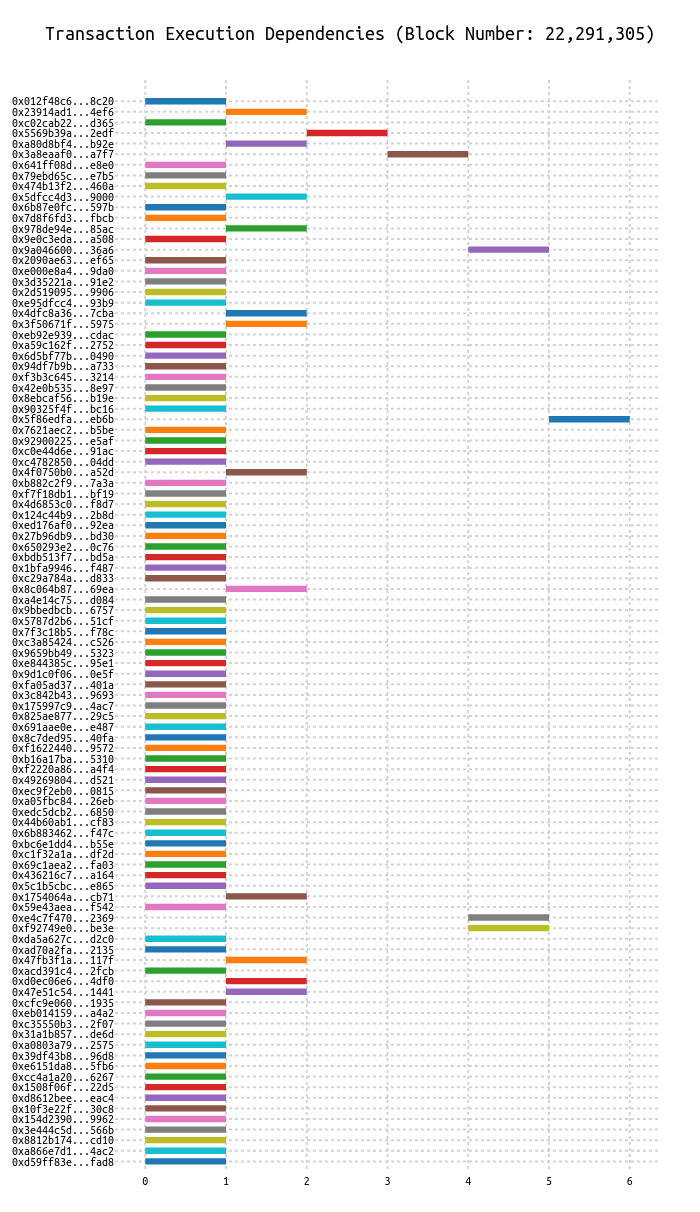 Transaction Execution Dependencies (Block Number: 22,291,305)
0x012f48c6...8c20
0x23914ad1...4ef6
0xc02cab22...d365
0x5569b39a...2edf
0xa80d8bf4...b92e
0x3a8eaaf0...a7f7
0x641ff08d...e8e0
0x79ebd65c...e7b5
0x474b13f2...460a
0x5dfcc4d3...9000
0x6b87e0fc...597b
0x7d8f6fd3...fbcb
0x978de94e...85ac
0x9e0c3eda...a508
0x9a046600...36a6
0x2090ae63...ef65
0xe000e8a4...9da0
0x3d35221a...91e2
0x2d519095...9906
0xe95dfcc4...93b9
0x4dfc8a36...7cba
0x3f50671f...5975
0xeb92e939...cdac
0xa59c162f...2752
0x6d5bf77b...0490
0x94df7b9b...a733
0xf3b3c645...3214
0x42e0b535...8e97
0x8ebcaf56...b19e
0x90325f4f...bc16
0x5f86edfa...eb6b
0x7621aec2...b5be
0x92900225...e5af
0xc0e44d6e...91ac
0xc4782850...04dd
0x4f0750b0...a52d
0xb882c2f9...7a3a
0xf7f18db1...bf19
0x4d6853c0...f8d7
0x124c44b9...2b8d
0xed176af0...92ea
0x27b96db9...bd30
0x650293e2...0c76
0xbdb513f7...bd5a
0x1bfa9946...f487
0xc29a784a...d833
0x8c064b87...69ea
0xa4e14c75...d084
0x9bbedbcb...6757
0x5787d2b6...51cf
0x7f3c18b5...f78c
0xc3a85424...c526
0x9659bb49...5323
0xe844385c...95e1
0x9d1c0f06...0e5f
0xfa05ad37...401a
0x3c842b43...9693
0x175997c9...4ac7
0x825ae877...29c5
0x691aae0e...e487
0x8c7ded95...40fa
0xf1622440...9572
0xb16a17ba...5310
0xf2220a86...a4f4
0x49269804...d521
0xec9f2eb0...0815
0xa05fbc84...26eb
0xedc5dcb2...6850
0x44b60ab1...cf83
0x6b883462...f47c
0xbc6e1dd4...b55e
0xc1f32a1a...df2d
0x69c1aea2...fa03
0x436216c7...a164
0x5c1b5cbc...e865
0x1754064a...cb71
0x59e43aea...f542
0xe4c7f470...2369
0xf92749e0...be3e
0xda5a627c...d2c0
0xad70a2fa...2135
0x47fb3f1a...117f
0xacd391c4...2fcb
0xd0ec06e6...4df0
0x47e51c54...1441
0xcfc9e060...1935
0xeb014159...a4a2
0xc35550b3...2f07
0x31a1b857...de6d
0xa0803a79...2575
0x39df43b8...96d8
0xe6151da8...5fb6
0xcc4a1a20...6267
0x1508f06f...22d5
0xd8612bee...eac4
0x10f3e22f...30c8
0x154d2390...9962
0x3e444c5d...566b
0x8812b174...cd10
0xa866e7d1...4ac2
0xd59ff83e...fad8
0 1 2 3 4 5 6